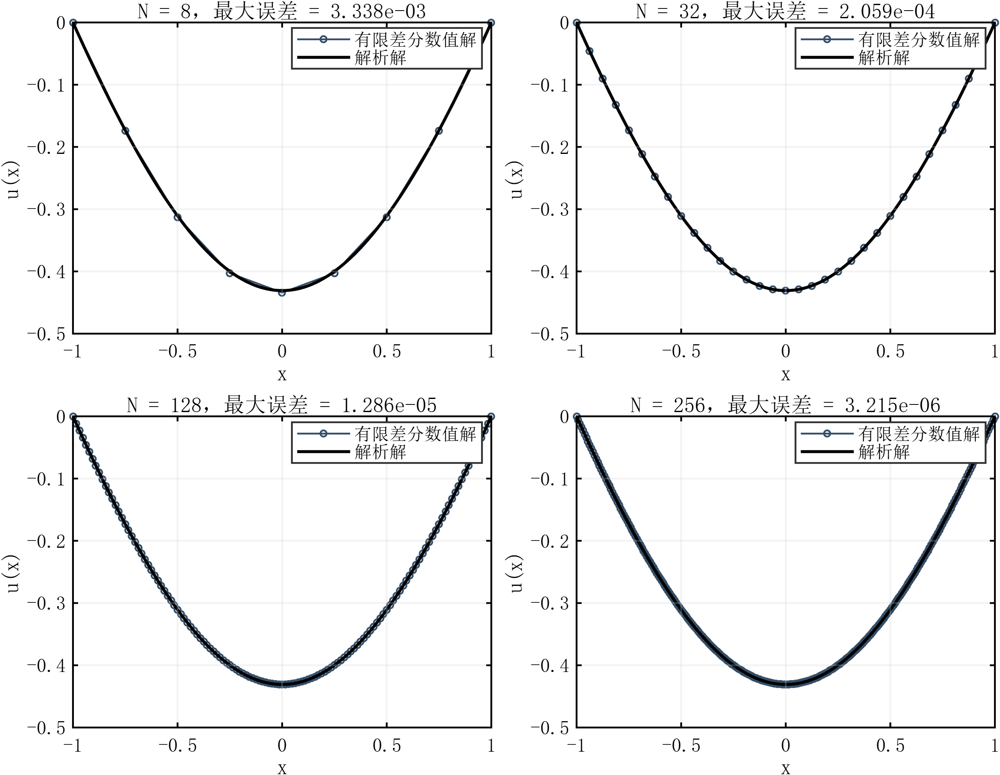 N = 8, 最大误差 = 3.338e-03
0
-0.1
-0.2
-0.3
-0.4
-0.5
-1
-0.5
0
0.5
1
x
u(x)
有限差分数值解
解析解
N = 32, 最大误差 = 2.059e-04
0
-0.1
-0.2
-0.3
-0.4
-0.5
-1
-0.5
0
0.5
1
x
u(x)
有限差分数值解
解析解
N = 128, 最大误差 = 1.286e-05
0
-0.1
-0.2
-0.3
-0.4
-0.5
-1
-0.5
0
0.5
1
x
u(x)
有限差分数值解
解析解
N = 256, 最大误差 = 3.215e-06
0
-0.1
-0.2
-0.3
-0.4
-0.5
-1
-0.5
0
0.5
1
x
u(x)
有限差分数值解
解析解